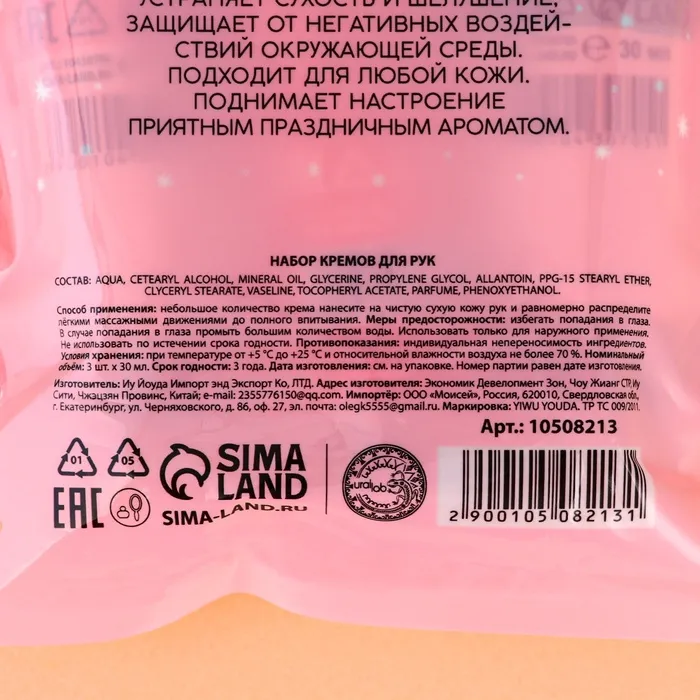 УСТРАНЯЕТ СУХОСТЬ И ШЕЛУШЕНИЕ,
ЗАЩИЩАЕТ ОТ НЕГАТИВНЫХ ВОЗДЕЙ-
СТВИЙ ОКРУЖАЮЩЕЙ СРЕДЫ.
ПОДХОДИТ ДЛЯ ЛЮБОЙ КОЖИ.
ПОДНИМАЕТ НАСТРОЕНИЕ
ПРИЯТНЫМ ПРАЗДНИЧНЫМ АРОМАТОМ.
НАБОР КРЕМОВ ДЛЯ РУК
СОСТАВ: AQUA, CETEARYL ALCOHOL, MINERAL OIL, GLYCERINE, PROPYLENE GLYCOL, ALLANTOIN, PPG-15 STEARYL ETHER,
GLYCERYL STEARATE, VASELINE, TOCOPHERYL ACETATE, PARFUME, PHENOXYETHANOL.
Способ применения: небольшое количество крема нанесите на чистую сухую кожу рук и равномерно распределите
лёгкими массажными движениями до полного впитывания. Меры предосторожности: избегать попадания в глаза.
В случае попадания в глаза промыть большим количеством воды. Использовать только для наружного применения.
Не использовать по истечении срока годности. Противопоказания: индивидуальная непереносимость ингредиентов.
Условия хранения: при температуре от +5 °C до +25 °C и относительной влажности воздуха не более 70 %. Номинальный
объём: 3 шт. х 30 мл. Срок годности: 3 года. Дата изготовления: см. на упаковке. Номер партии равен дате изготовления.
Изготовитель: Иу Йоуда Импорт энд Экспорт Ко, ЛТД. Адрес изготовителя: Экономик Девелопмент Зон, Чоу Жианг СТР, Иу
Сити, Чжэцзян Провинс, Китай; e-mail: 2355776150@qq.com. Импортёр: ООО «Моисей», Россия, 620010, Свердловская обл.,
г. Екатеринбург, ул. Черняховского, д. 86, оф. 27, эл. почта: olegk5555@gmail.ru. Маркировка: YIWU YOUDA. ТР ТС 009/2011.
Арт.: 10508213
01 05
SIMA
LAND
SIMA-LAND.RU
EAC
urallab
2 900105 082131